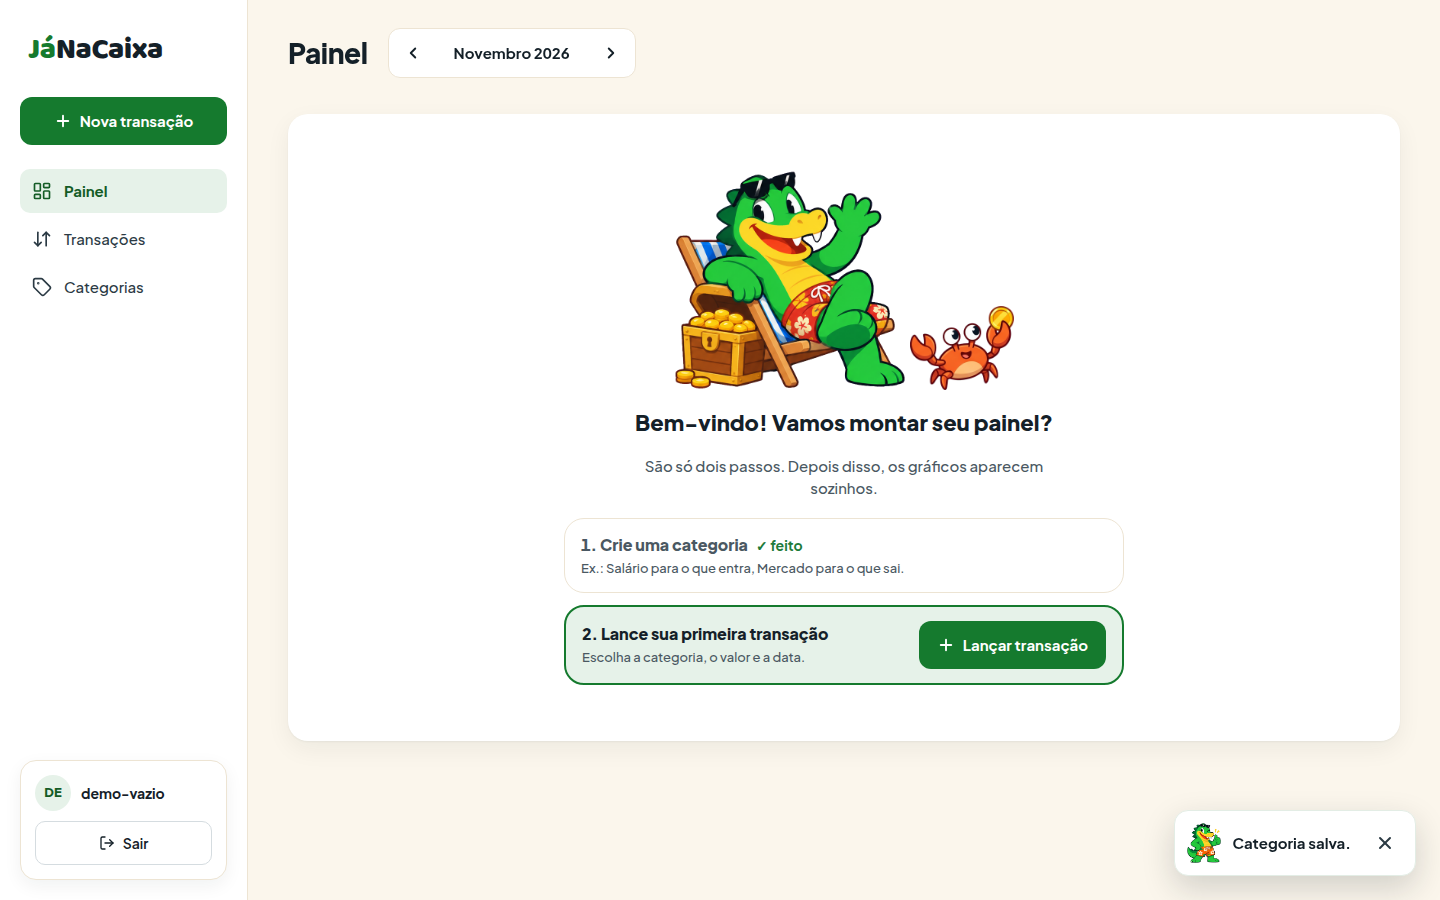 JáNaCaixa
Nova transação
Painel
Transações
Categorias
DE
demo-vazio
Sair
Painel
Novembro 2026
Bem-vindo! Vamos montar seu painel?
São só dois passos. Depois disso, os gráficos aparecem
sozinhos.
1. Crie uma categoria ✓ feito
Ex.: Salário para o que entra, Mercado para o que sai.
2. Lance sua primeira transação
Escolha a categoria, o valor e a data.
Lançar transação
Categoria salva.